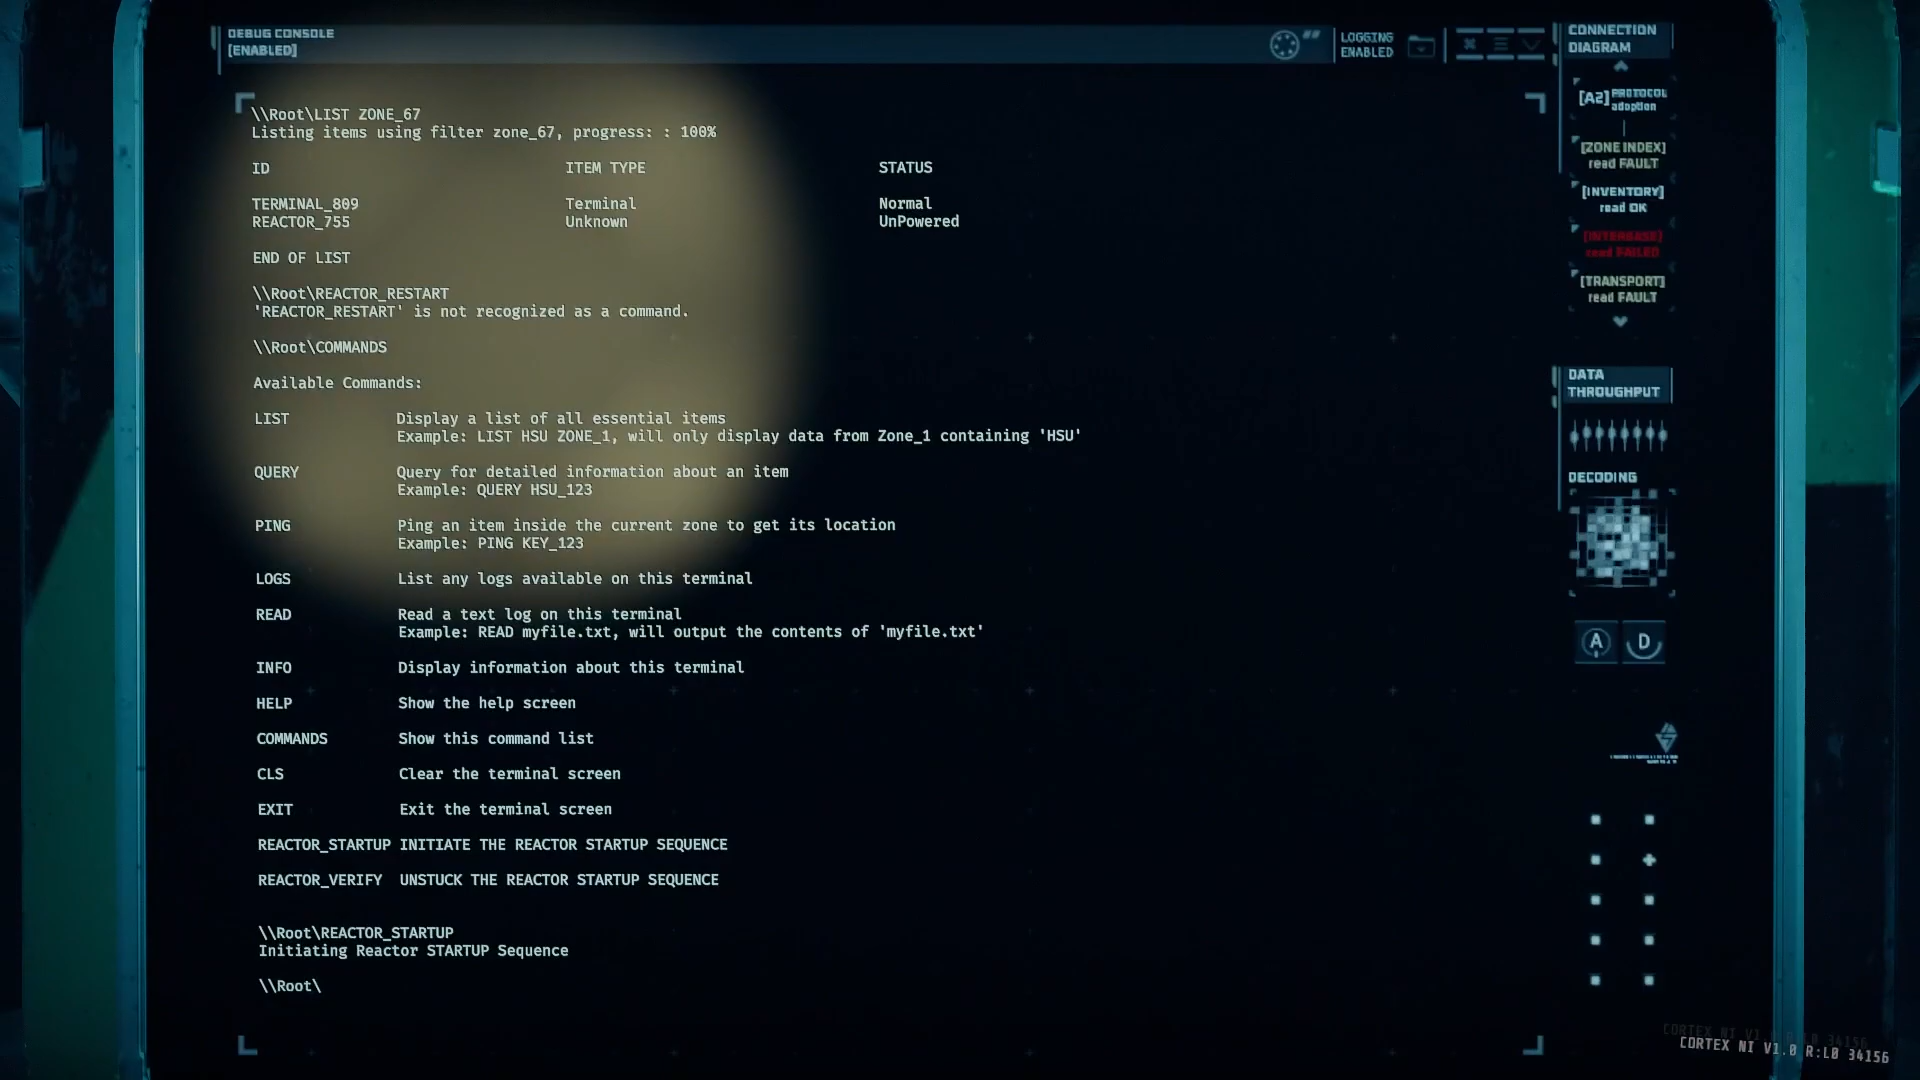 DEBUG CONSOLE
[ENABLED]
LOGGING
ENABLED
\\Root\LIST ZONE_67
Listing items using filter zone_67, progress: : 100%
ID ITEM TYPE STATUS
TERMINAL_809 Terminal Normal
REACTOR_755 Unknown UnPowered
END OF LIST
\\Root\REACTOR_RESTART
'REACTOR_RESTART' is not recognized as a command.
\\Root\COMMANDS
Available Commands:
LIST Display a list of all essential items
Example: LIST HSU ZONE_1, will only display data from Zone_1 containing 'HSU'
QUERY Query for detailed information about an item
Example: QUERY HSU_123
PING Ping an item inside the current zone to get its location
Example: PING KEY_123
LOGS List any logs available on this terminal
READ Read a text log on this terminal
Example: READ myfile.txt, will output the contents of 'myfile.txt'
INFO Display information about this terminal
HELP Show the help screen
COMMANDS Show this command list
CLS Clear the terminal screen
EXIT Exit the terminal screen
REACTOR_STARTUP INITIATE THE REACTOR STARTUP SEQUENCE
REACTOR_VERIFY UNSTUCK THE REACTOR STARTUP SEQUENCE
\\Root\REACTOR_STARTUP
Initiating Reactor STARTUP Sequence
\\Root\
CONNECTION
DIAGRAM
[A2] PROTOCOL
adoption
[ZONE INDEX]
read FAULT
[INVENTORY]
read OK
[INTERBASE]
read FAILED
[TRANSPORT]
read FAULT
DATA
THROUGHPUT
DECODING
A D
CORTEX NI V1.0 R:L0 34156